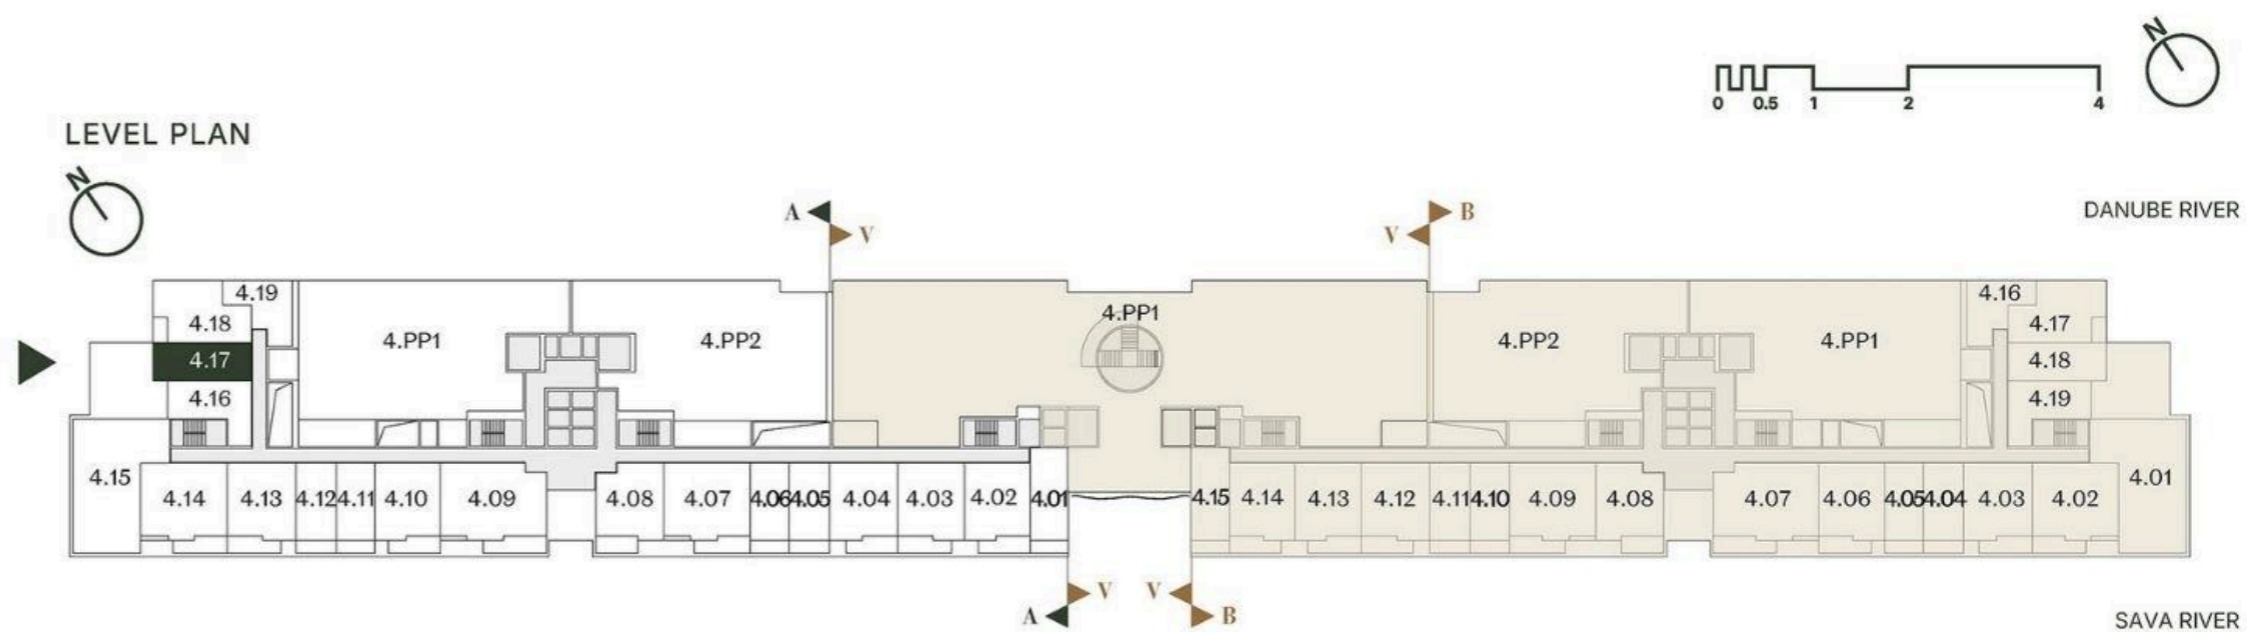 N
0 0.5 1 2 4
LEVEL PLAN
N
DANUBE RIVER
A V
V B
4.19
4.18
4.17
4.16
4.PP1
4.PP2
4.PP1
4.PP2
4.PP1
4.16
4.17
4.18
4.19
4.15
4.14 4.13 4.12 4.11 4.10 4.09 4.08 4.07 4.06 4.05 4.04 4.03 4.02 4.01
4.15 4.14 4.13 4.12 4.11 4.10 4.09 4.08 4.07 4.06 4.05 4.04 4.03 4.02
4.01
V V
A B
SAVA RIVER